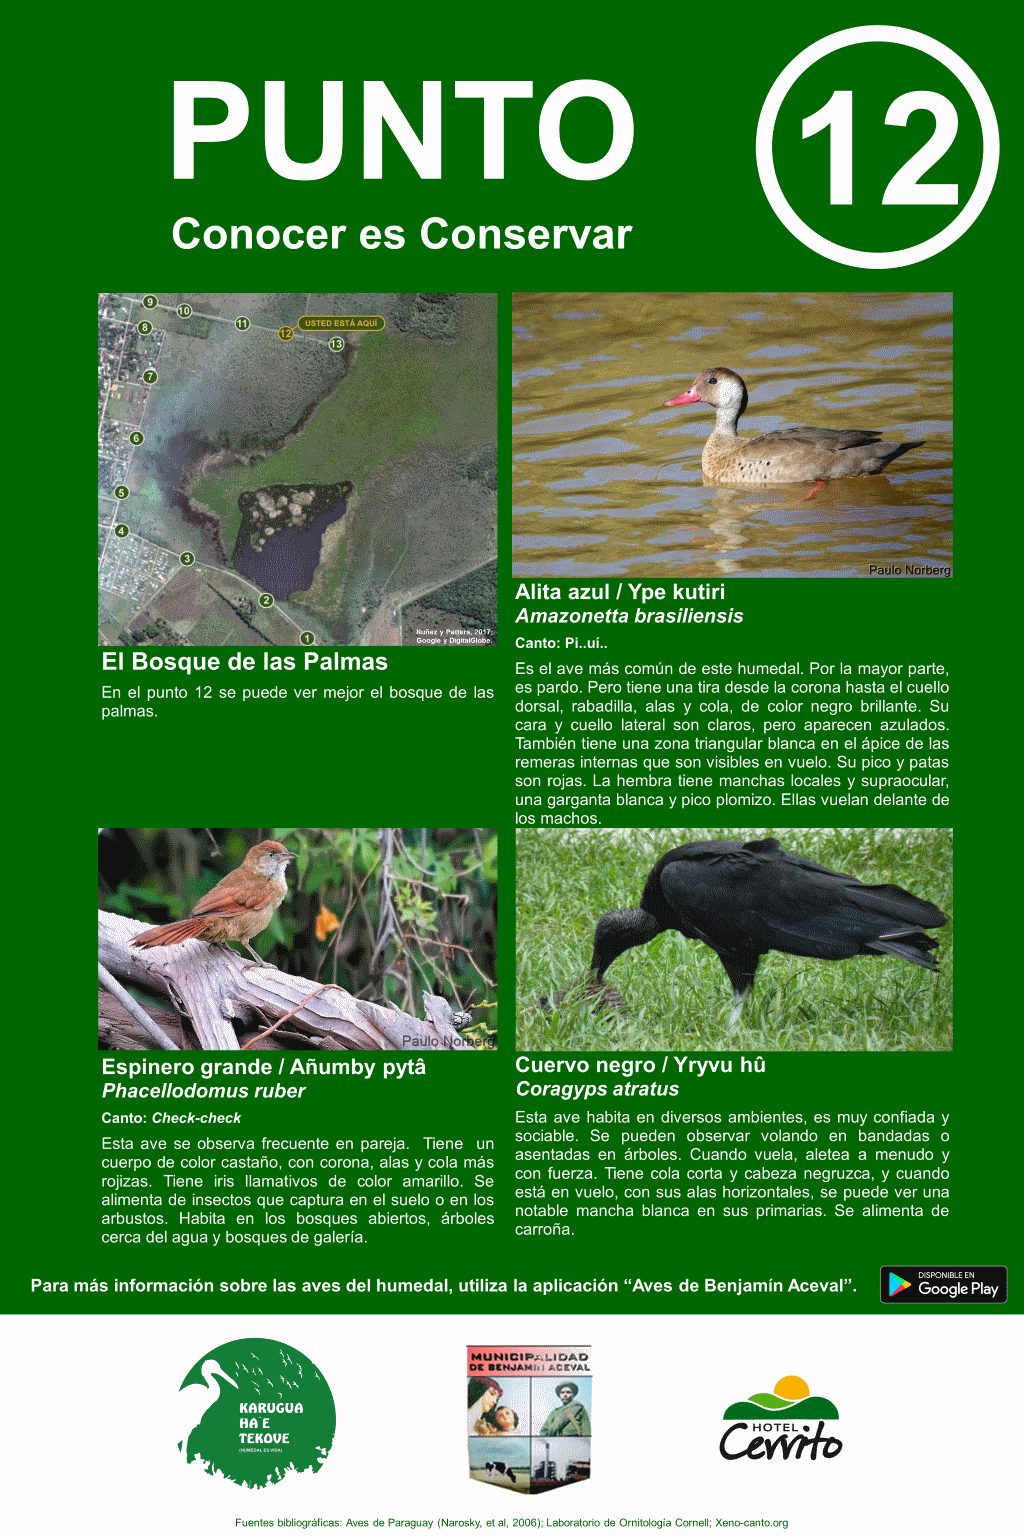 PUNTO
12
Conocer es Conservar
9
10
11
12
USTED ESTÁ AQUÍ
13
8
7
6
5
4
3
2
1
Nuñez y Petters, 2017;
Google y DigitalGlobe.
El Bosque de las Palmas
En el punto 12 se puede ver mejor el bosque de las
palmas.
Paulo Norberg
Alita azul / Ype kutiri
Amazonetta brasiliensis
Canto: Pi..uí..
Es el ave más común de este humedal. Por la mayor parte,
es pardo. Pero tiene una tira desde la corona hasta el cuello
dorsal, rabadilla, alas y cola, de color negro brillante. Su
cara y cuello lateral son claros, pero aparecen azulados.
También tiene una zona triangular blanca en el ápice de las
remeras internas que son visibles en vuelo. Su pico y patas
son rojas. La hembra tiene manchas locales y supraocular,
una garganta blanca y pico plomizo. Ellas vuelan delante de
los machos.
Paulo Norberg
Espinero grande / Añumby pytâ
Phacellodomus ruber
Canto: Check-check
Esta ave se observa frecuente en pareja. Tiene un
cuerpo de color castaño, con corona, alas y cola más
rojizas. Tiene iris llamativos de color amarillo. Se
alimenta de insectos que captura en el suelo o en los
arbustos. Habita en los bosques abiertos, árboles
cerca del agua y bosques de galería.
Cuervo negro / Yryvu hû
Coragyps atratus
Esta ave habita en diversos ambientes, es muy confiada y
sociable. Se pueden observar volando en bandadas o
asentadas en árboles. Cuando vuela, aletea a menudo y
con fuerza. Tiene cola corta y cabeza negruzca, y cuando
está en vuelo, con sus alas horizontales, se puede ver una
notable mancha blanca en sus primarias. Se alimenta de
carroña.
Para más información sobre las aves del humedal, utiliza la aplicación “Aves de Benjamín Aceval”.
DISPONIBLE EN
Google Play
KARUGUA
HA'E
TEKOVE
(HUMEDAL ES VIDA)
MUNICIPALIDAD
DE BENJAMIN ACEVAL
HOTEL
Cerrito
Fuentes bibliográficas: Aves de Paraguay (Narosky, et al, 2006); Laboratorio de Ornitología Cornell; Xeno-canto.org